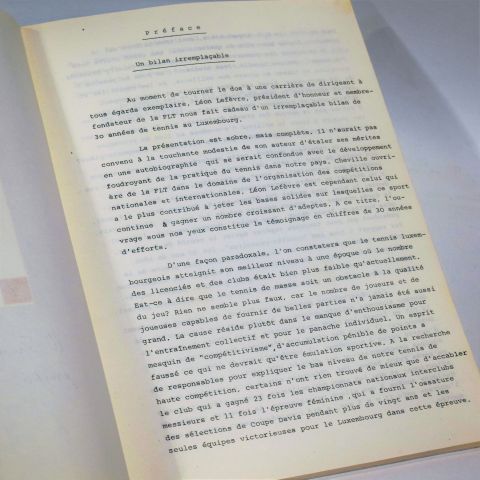 Préface
Un bilan irremplaçable
Au moment de tourner le dos à une carrière de dirigeant à
tous égards exemplaire, Léon Lefèvre, président d'honneur et membre-
fondateur de la FLT nous fait cadeau d'un irremplaçable bilan de
30 années de tennis au Luxembourg.
La présentation est sobre, mais complète. Il n'aurait pas
convenu à la touchante modestie de son auteur d'étaler ses mérites
en une autobiographie qui se serait confondue avec le développement
foudroyant de la pratique du tennis dans notre pays. Cheville ouvri-
ère de la FLT dans le domaine de l'organisation des compétitions
nationales et internationales, Léon Lefèvre est cependant celui qui
a le plus contribué à jeter les bases solides sur lesquelles ce sport
continue à gagner un nombre croissant d'adeptes. A ce titre, l'ou-
vrage sous nos yeux constitue le témoignage en chiffres de 30 années
d'efforts.
D'une façon paradoxale, l'on constatera que le tennis luxem-
bourgeois atteignit son meilleur niveau à une époque où le nombre
des licenciés et des clubs était bien plus faible qu'actuellement.
Est-ce à dire que le tennis de masse soit un obstacle à la qualité
du jeu? Rien ne semble plus faux, car le nombre de joueurs et de
joueuses capables de fournir de belles parties n'a jamais été aussi
grand. La cause réside plutôt dans le manque d'enthousiasme pour
l'entraînement collectif et pour le panache individuel. Un esprit
mesquin de "compétitivisme", d'accumulation pénible de points a
faussé ce qui ne devrait qu'être émulation sportive. A la recherche
de responsables pour expliquer le bas niveau de notre tennis de
haute compétition, certains n'ont rien trouvé de mieux que d'accabler
le club qui a gagné 23 fois les championnats nationaux interclubs
messieurs et 11 fois l'épreuve féminine ,qui a fourni l'ossature
des sélections de Coupe Davis pendant plus de vingt ans et les
seules équipes victorieuses pour le Luxembourg dans cette épreuve.